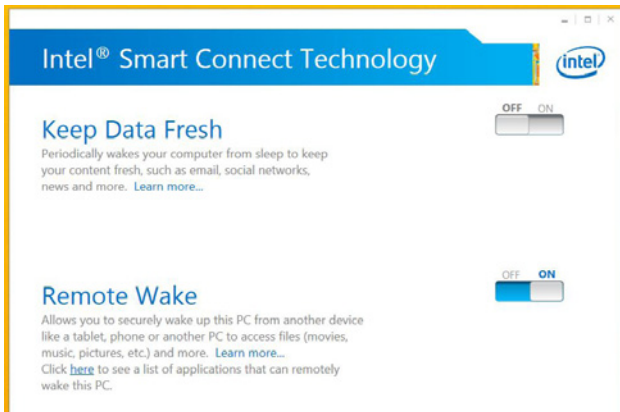 Intel® Smart Connect Technology
intel
OFF ON
Keep Data Fresh
Periodically wakes your computer from sleep to keep
your content fresh, such as email, social networks,
news and more. Learn more...
OFF ON
Remote Wake
Allows you to securely wake up this PC from another device
like a tablet, phone or another PC to access files (movies,
music, pictures, etc.) and more. Learn more...
Click here to see a list of applications that can remotely
wake this PC.